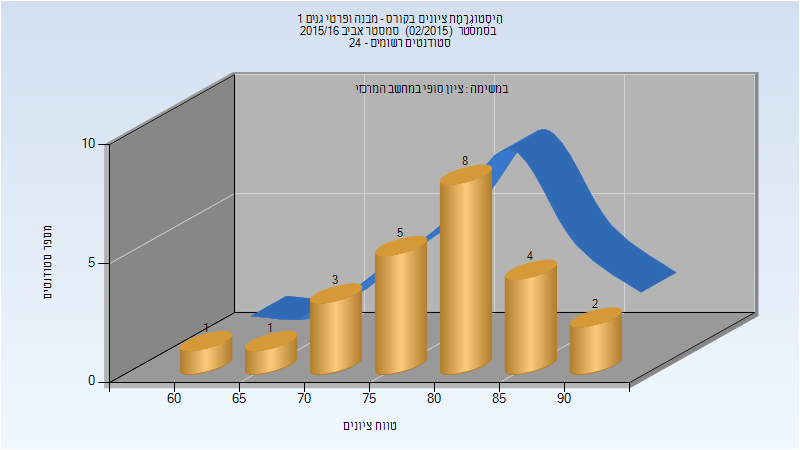 היסטוגרמת ציונים בקורס - מבנה ופרטי גנים 1
בסמסטר (02/2015) סמסטר אביב 2015/16
סטודנטים רשומים - 24
במשימה : ציון סופי במחשב המרכזי
10
5
0
מספר סטודנטים
1
1
3
5
8
4
2
60
65
70
75
80
85
90
טווח ציונים